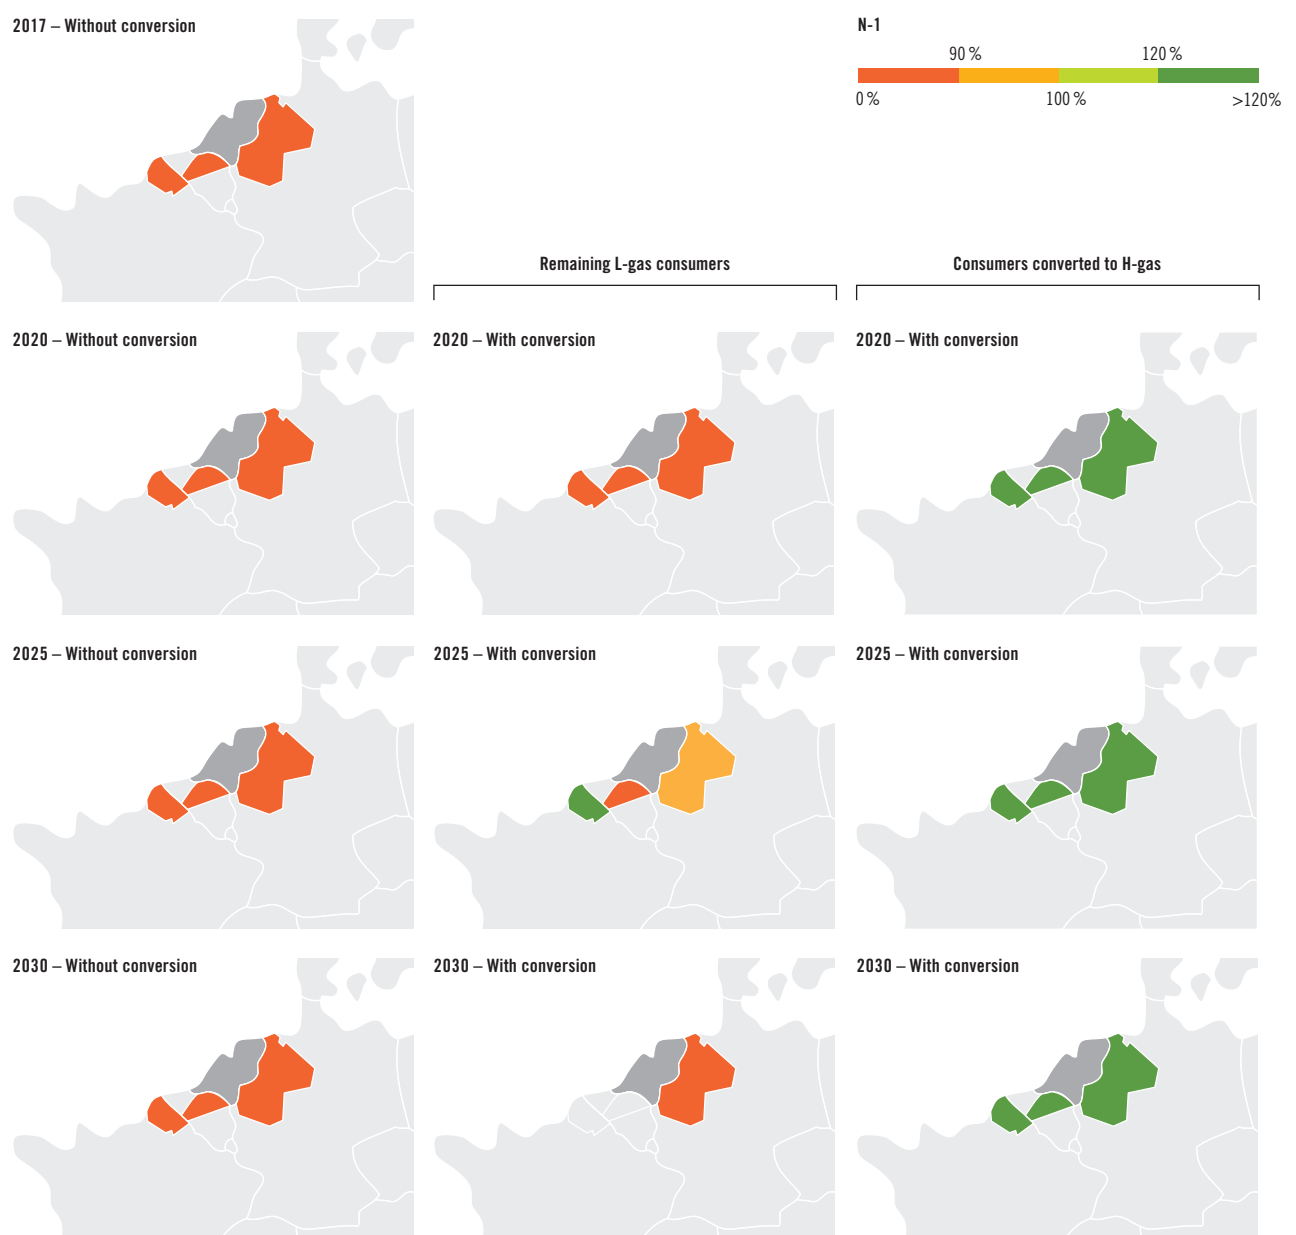 2017 – Without conversion
N-1
90 %
120 %
0 %
100 %
>120%
Remaining L-gas consumers
Consumers converted to H-gas
2020 – Without conversion
2020 – With conversion
2020 – With conversion
2025 – Without conversion
2025 – With conversion
2025 – With conversion
2030 – Without conversion
2030 – With conversion
2030 – With conversion